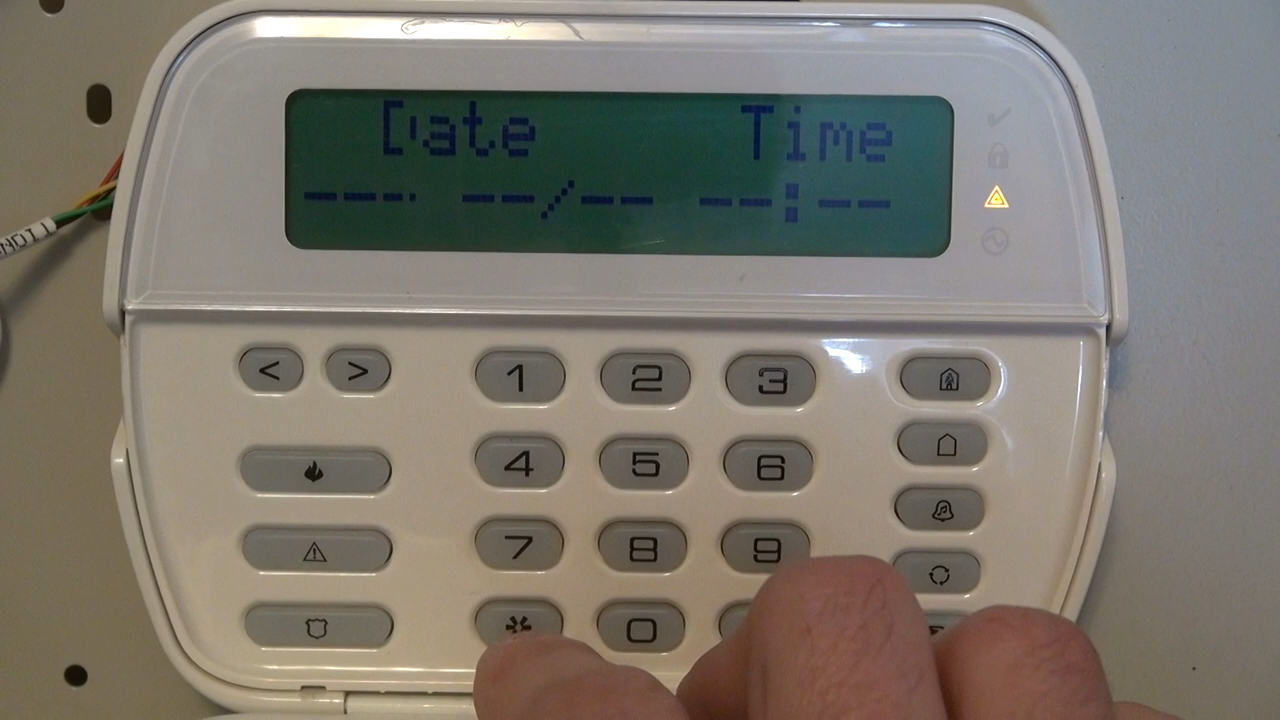 Date Time
---- --/-- --:--
< > 1 2 3
4 5 6
7 8 9
* 0